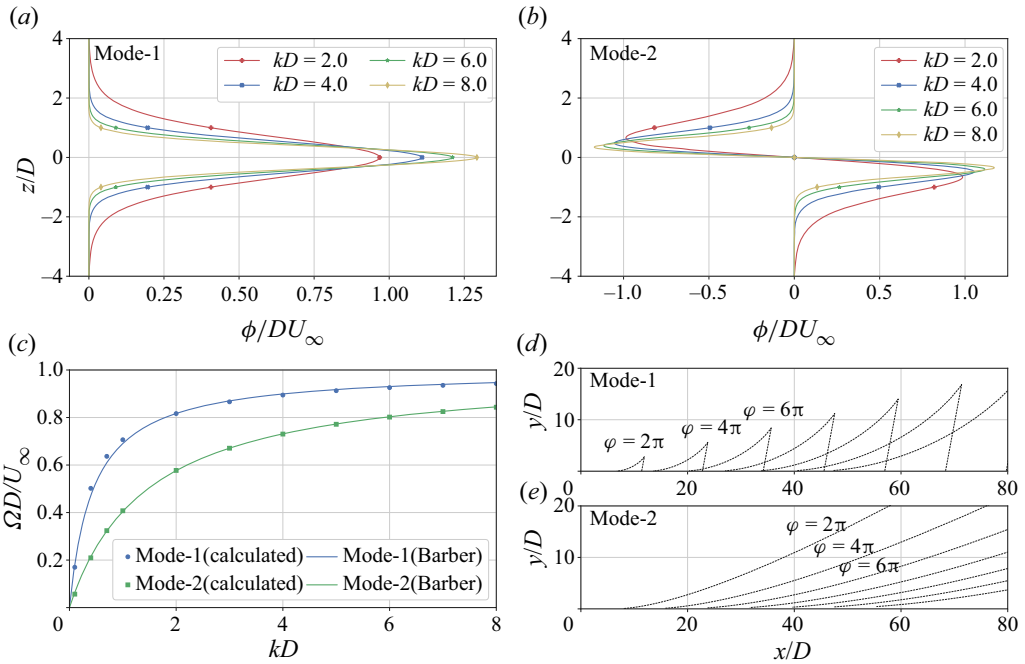 (a)
4
2
0
−2
−4
z/D
Mode-1
kD = 2.0
kD = 4.0
kD = 6.0
kD = 8.0
0
0.25
0.50
0.75
1.00
1.25
ϕ/DU∞
(b)
4
2
0
−2
−4
Mode-2
kD = 2.0
kD = 4.0
kD = 6.0
kD = 8.0
−1.0
−0.5
0
0.5
1.0
ϕ/DU∞
(c)
1.0
0.8
0.6
0.4
0.2
ΩD/U∞
Mode-1(calculated)
Mode-2(calculated)
Mode-1(Barber)
Mode-2(Barber)
0
2
4
6
8
kD
(d)
20
10
y/D
Mode-1
φ = 2π
φ = 4π
φ = 6π
0
20
40
60
80
(e)
20
10
y/D
Mode-2
φ = 2π
φ = 4π
φ = 6π
0
20
40
60
80
x/D